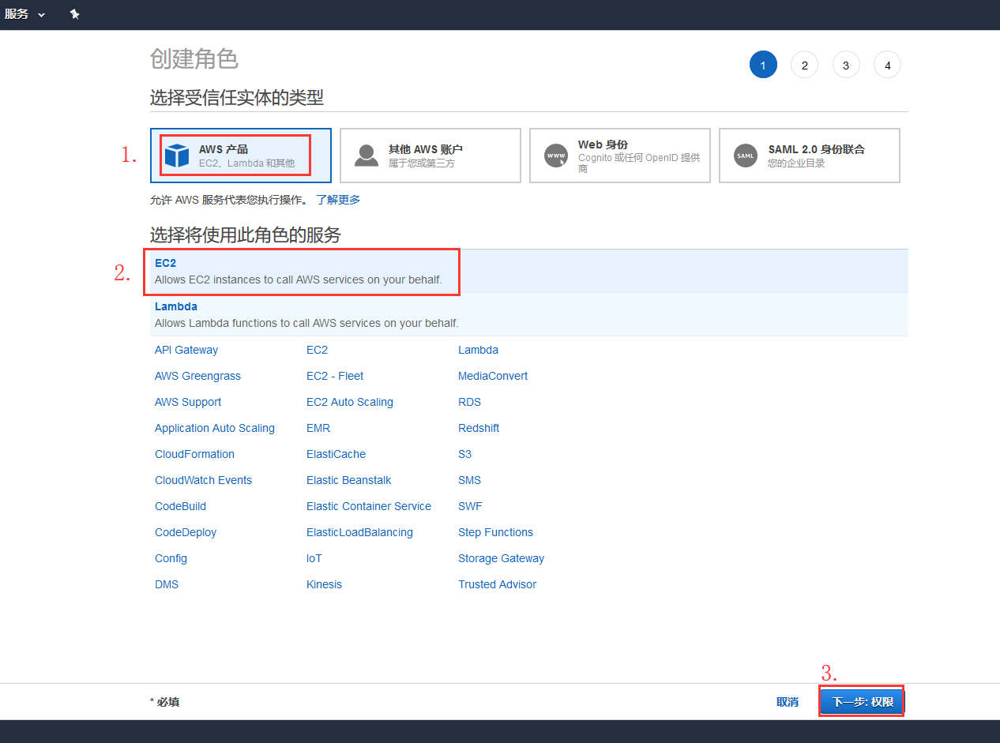 服务
创建角色
1 2 3 4
选择受信任实体的类型
1.
AWS 产品
EC2、Lambda 和其他
其他 AWS 账户
属于您或第三方
www
Web 身份
Cognito 或任何 OpenID 提供
商
SAML
SAML 2.0 身份联合
您的企业目录
允许 AWS 服务代表您执行操作。 了解更多
选择将使用此角色的服务
2.
EC2
Allows EC2 instances to call AWS services on your behalf.
Lambda
Allows Lambda functions to call AWS services on your behalf.
API Gateway EC2 Lambda
AWS Greengrass EC2 - Fleet MediaConvert
AWS Support EC2 Auto Scaling RDS
Application Auto Scaling EMR Redshift
CloudFormation ElastiCache S3
CloudWatch Events Elastic Beanstalk SMS
CodeBuild Elastic Container Service SWF
CodeDeploy ElasticLoadBalancing Step Functions
Config IoT Storage Gateway
DMS Kinesis Trusted Advisor
3.
* 必填 取消 下一步: 权限